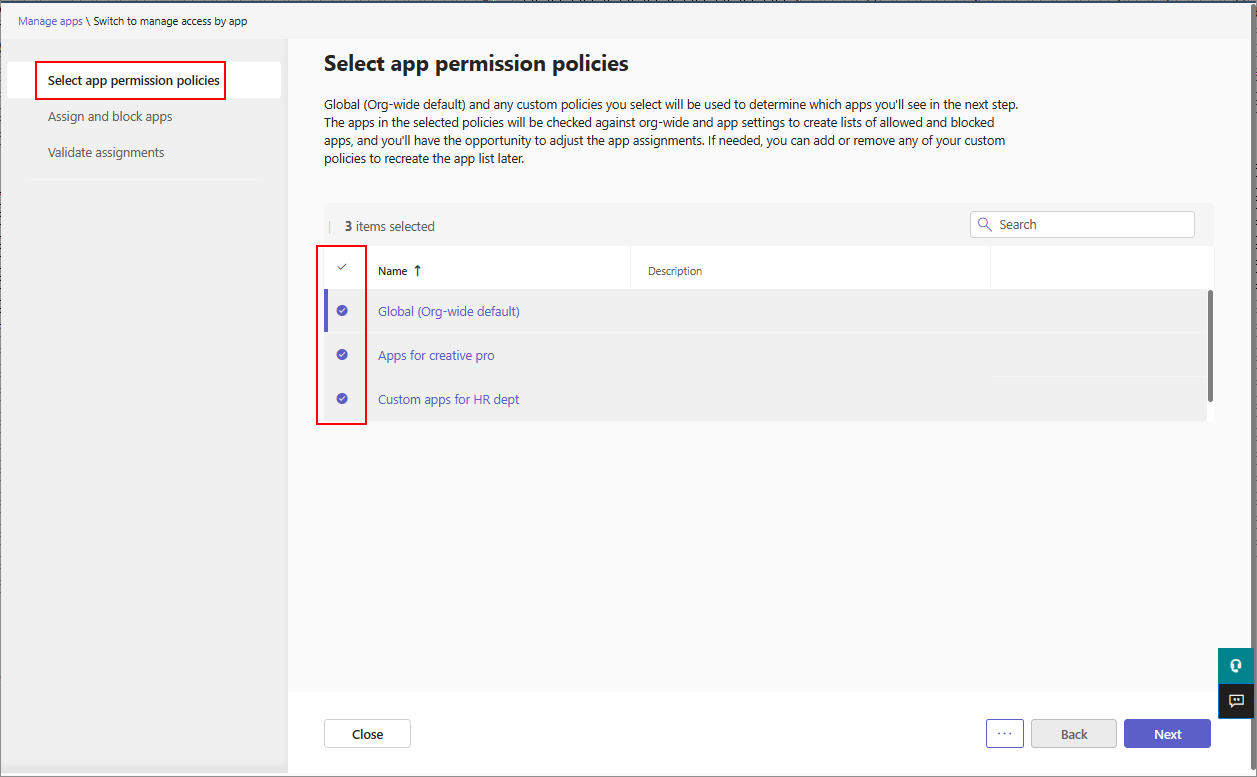 Manage apps \ Switch to manage access by app
Select app permission policies
Assign and block apps
Validate assignments
Select app permission policies
Global (Org-wide default) and any custom policies you select will be used to determine which apps you'll see in the next step.
The apps in the selected policies will be checked against org-wide and app settings to create lists of allowed and blocked
apps, and you'll have the opportunity to adjust the app assignments. If needed, you can add or remove any of your custom
policies to recreate the app list later.
3 items selected
Search
Name ↑
Description
Global (Org-wide default)
Apps for creative pro
Custom apps for HR dept
Close
...
Back
Next